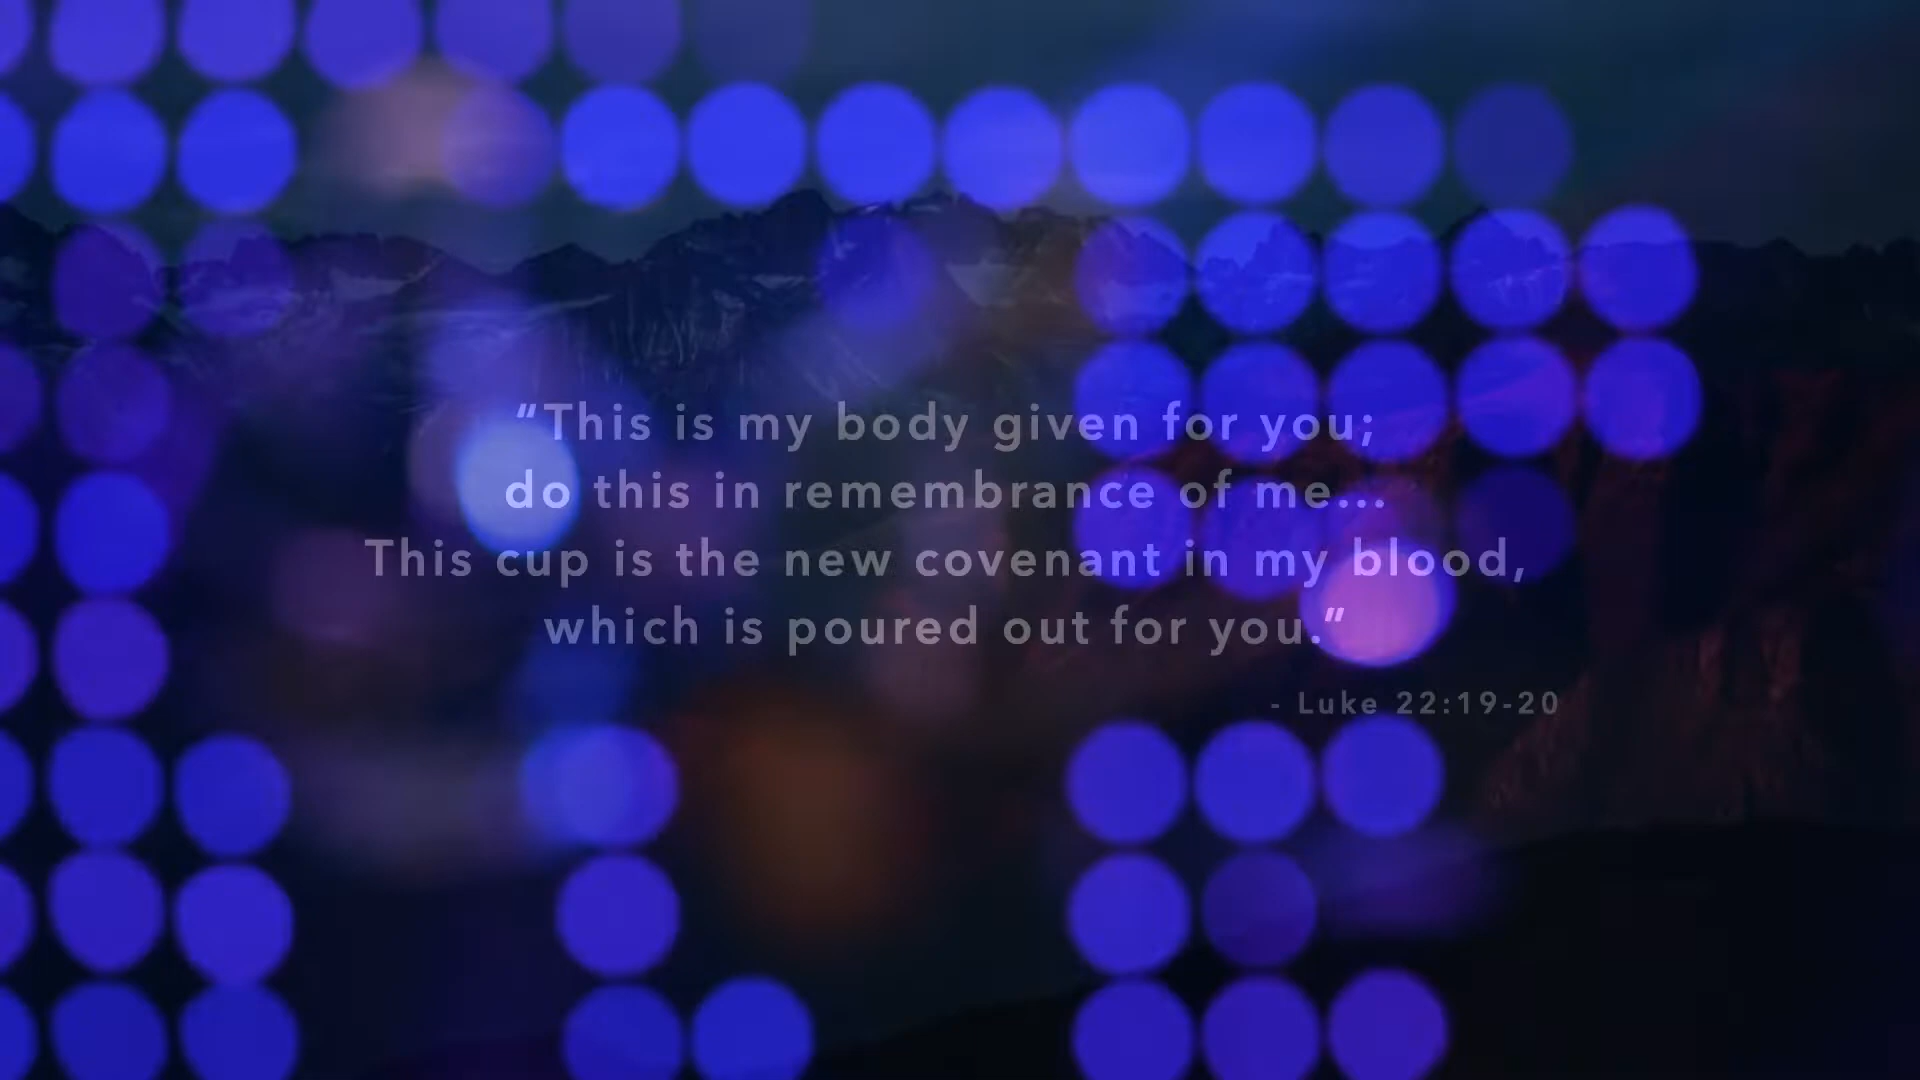 “This is my body given for you;
do this in remembrance of me...
This cup is the new covenant in my blood,
which is poured out for you.”
- Luke 22:19-20